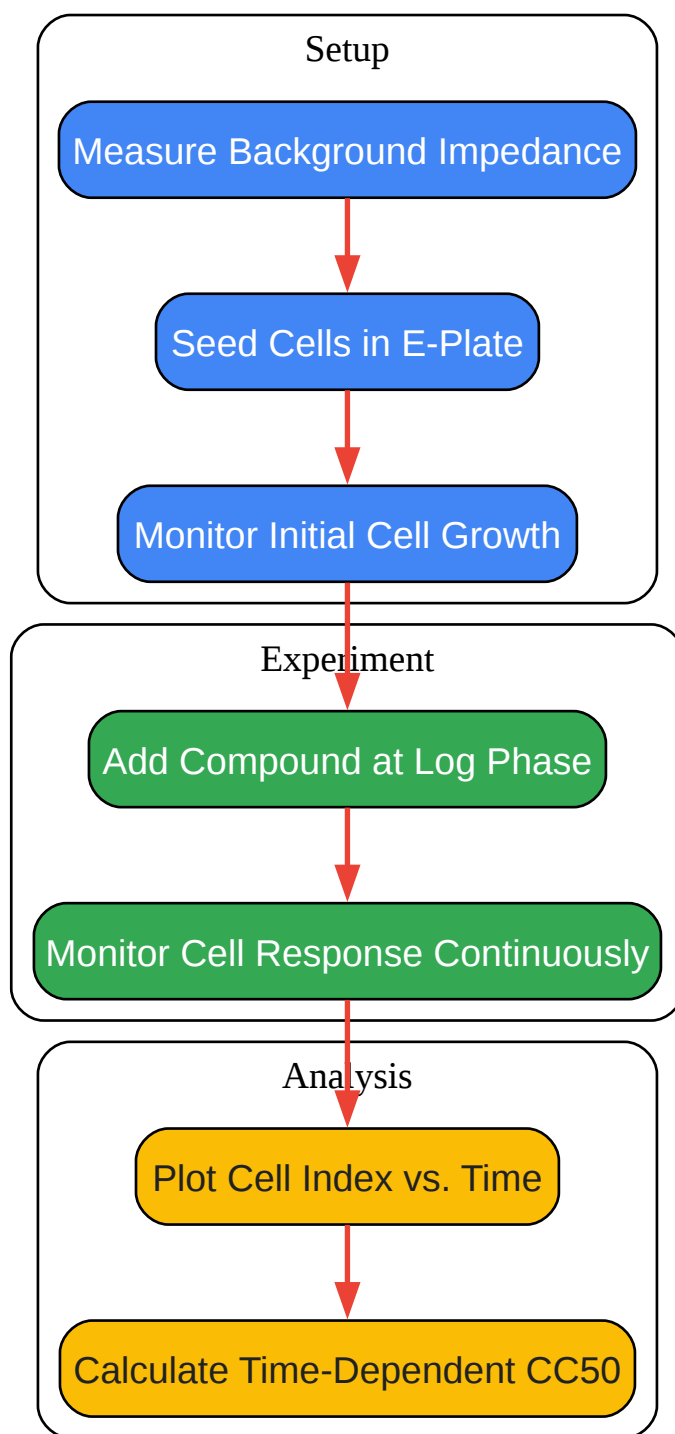 Setup
Measure Background Impedance
Seed Cells in E-Plate
Monitor Initial Cell Growth
Experiment
Add Compound at Log Phase
Monitor Cell Response Continuously
Analysis
Plot Cell Index vs. Time
Calculate Time-Dependent CC50